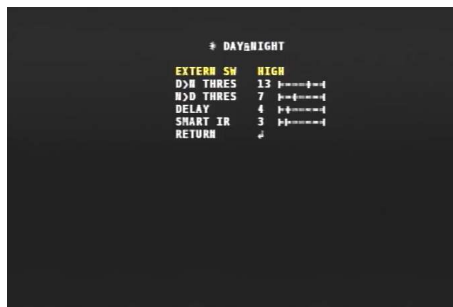 * DAY&NIGHT
EXTERN SW HIGH
D>N THRES 13
N>D THRES 7
DELAY 4
SMART IR 3
RETURN ↲